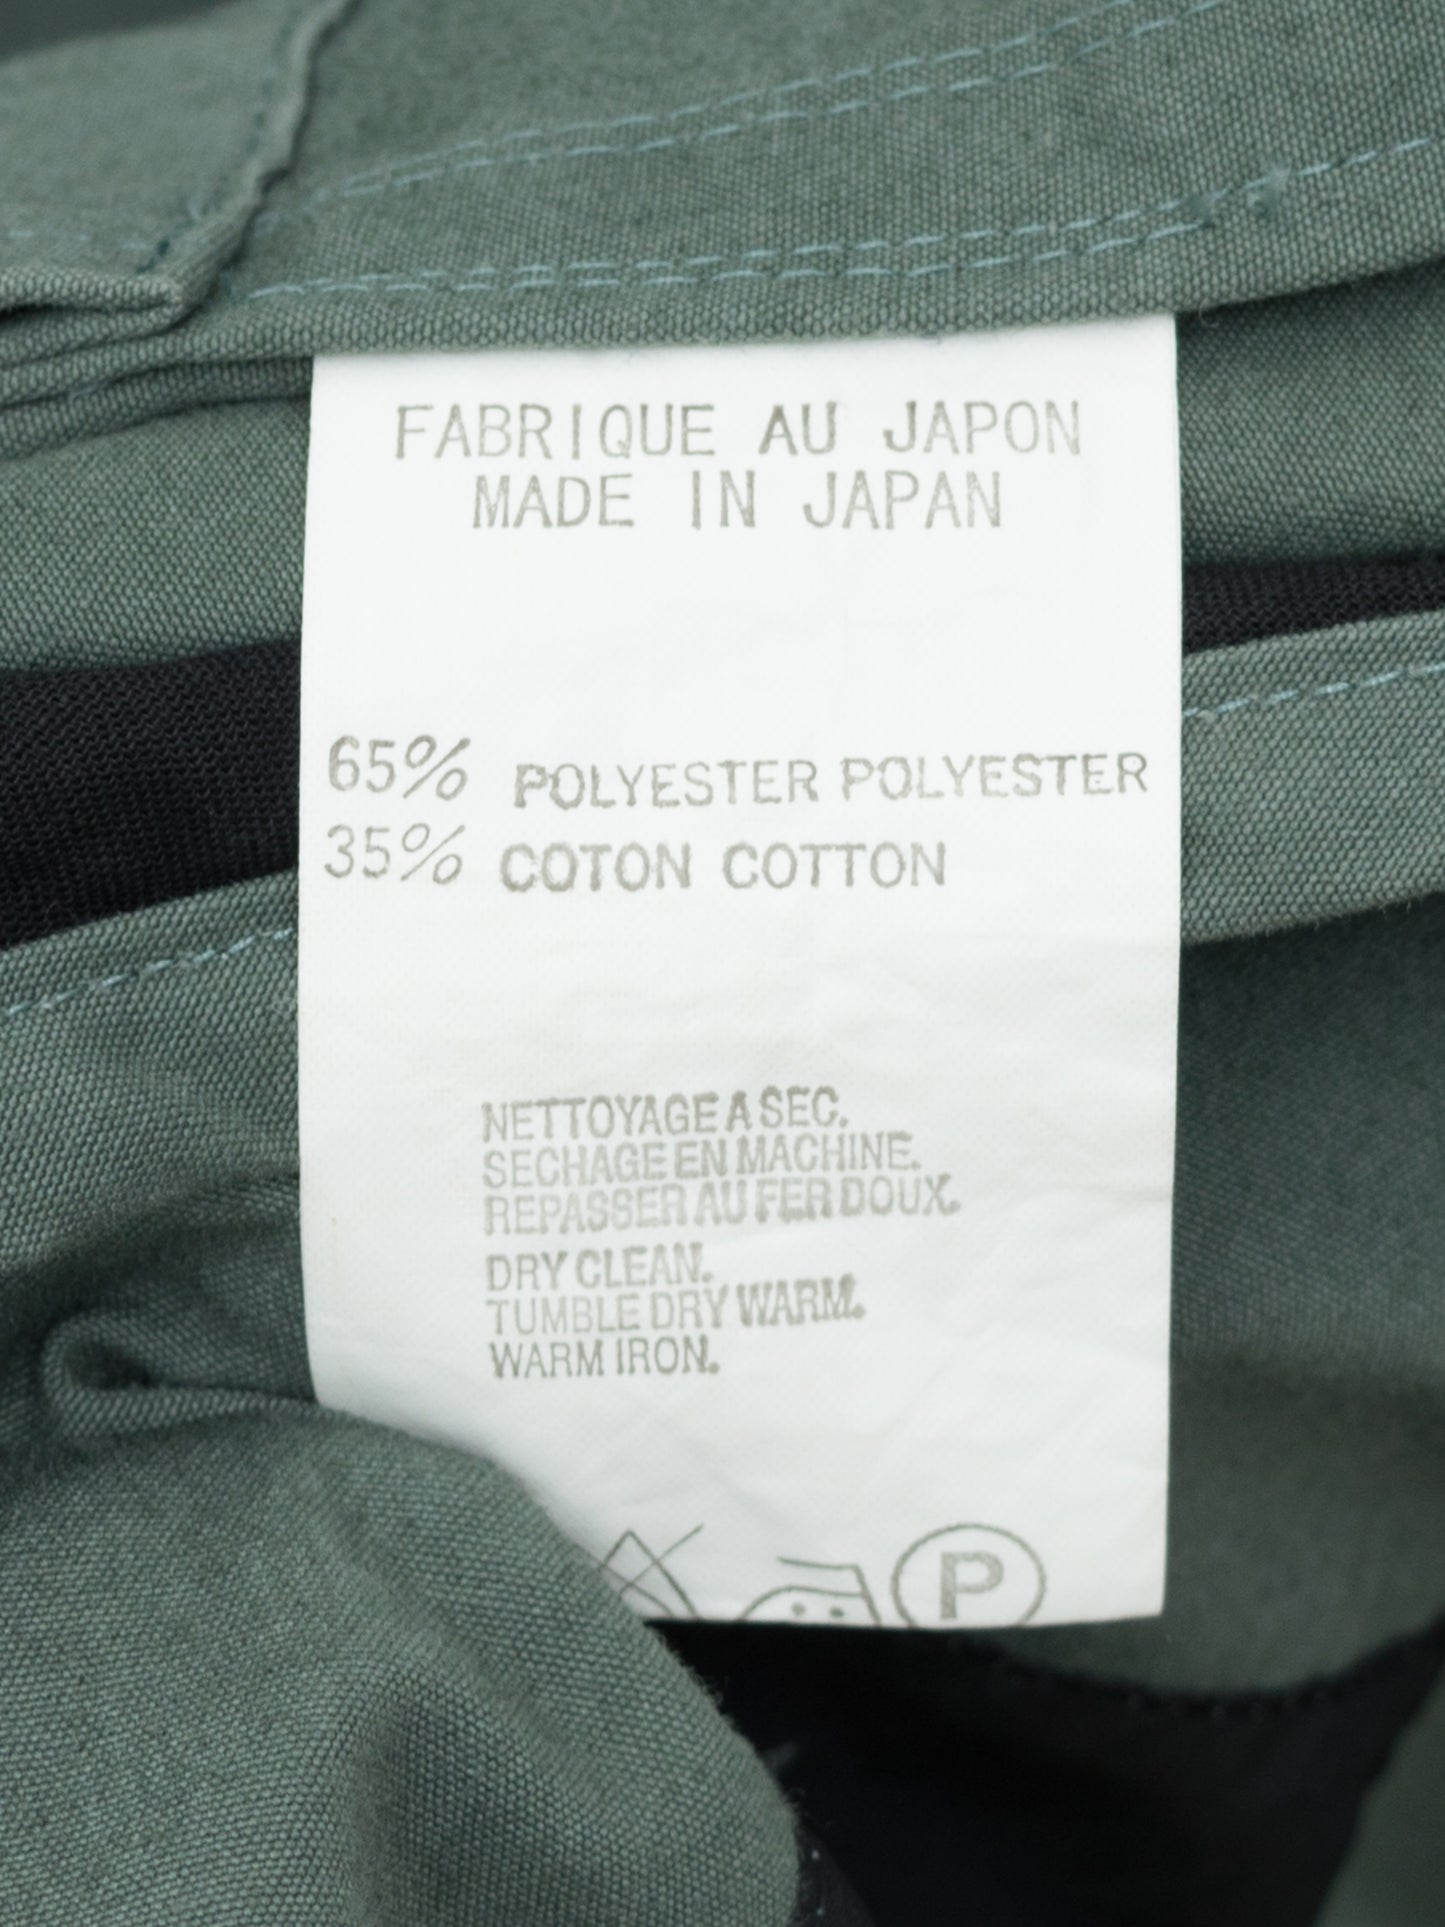 FABRIQUE AU JAPON
MADE IN JAPAN
65% POLYESTER POLYESTER
35% COTON COTTON
NETTOYAGE A SEC.
SECHAGE EN MACHINE.
REPASSER AU FER DOUX.
DRY CLEAN.
TUMBLE DRY WARM.
WARM IRON.
P